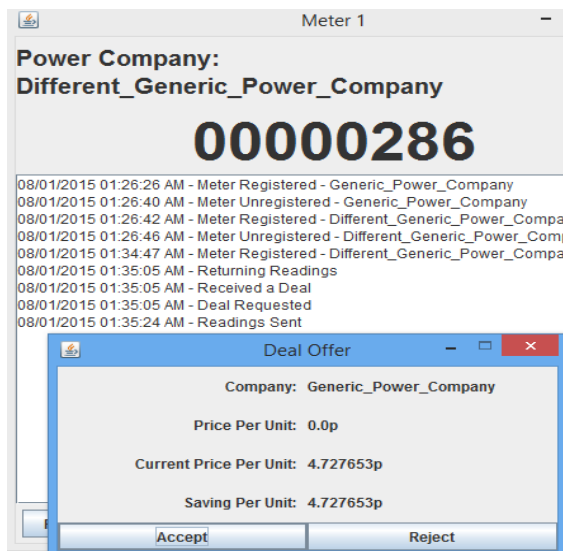 Meter 1
Power Company:
Different_Generic_Power_Company
00000286
08/01/2015 01:26:26 AM - Meter Registered - Generic_Power_Company
08/01/2015 01:26:40 AM - Meter Unregistered - Generic_Power_Company
08/01/2015 01:26:42 AM - Meter Registered - Different_Generic_Power_Compa
08/01/2015 01:26:46 AM - Meter Unregistered - Different_Generic_Power_Com
08/01/2015 01:34:47 AM - Meter Registered - Different_Generic_Power_Compa
08/01/2015 01:35:05 AM - Returning Readings
08/01/2015 01:35:05 AM - Received a Deal
08/01/2015 01:35:05 AM - Deal Requested
08/01/2015 01:35:24 AM - Readings Sent
Deal Offer
Company: Generic_Power_Company
Price Per Unit: 0.0p
Current Price Per Unit: 4.727653p
Saving Per Unit: 4.727653p
Accept Reject